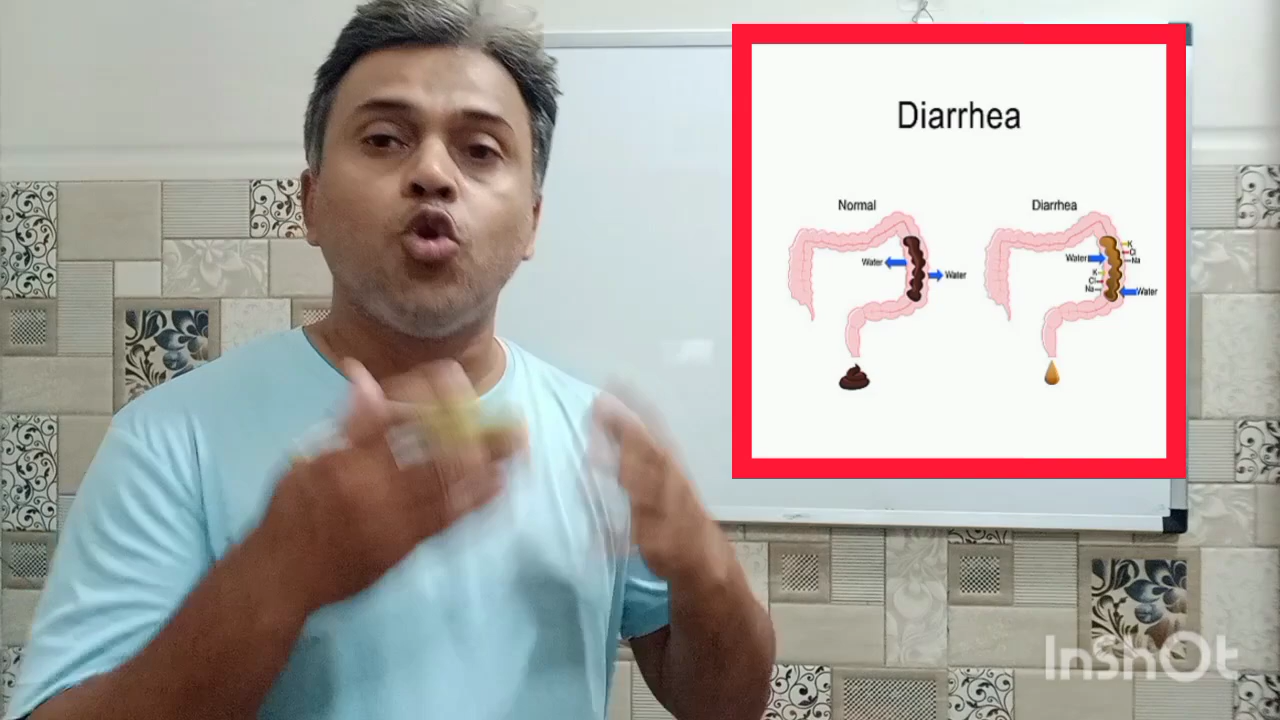 Diarrhea
Normal
Diarrhea
Water
Water
K
Cl
Na
Water
K
Cl
Na
Water
InShOt